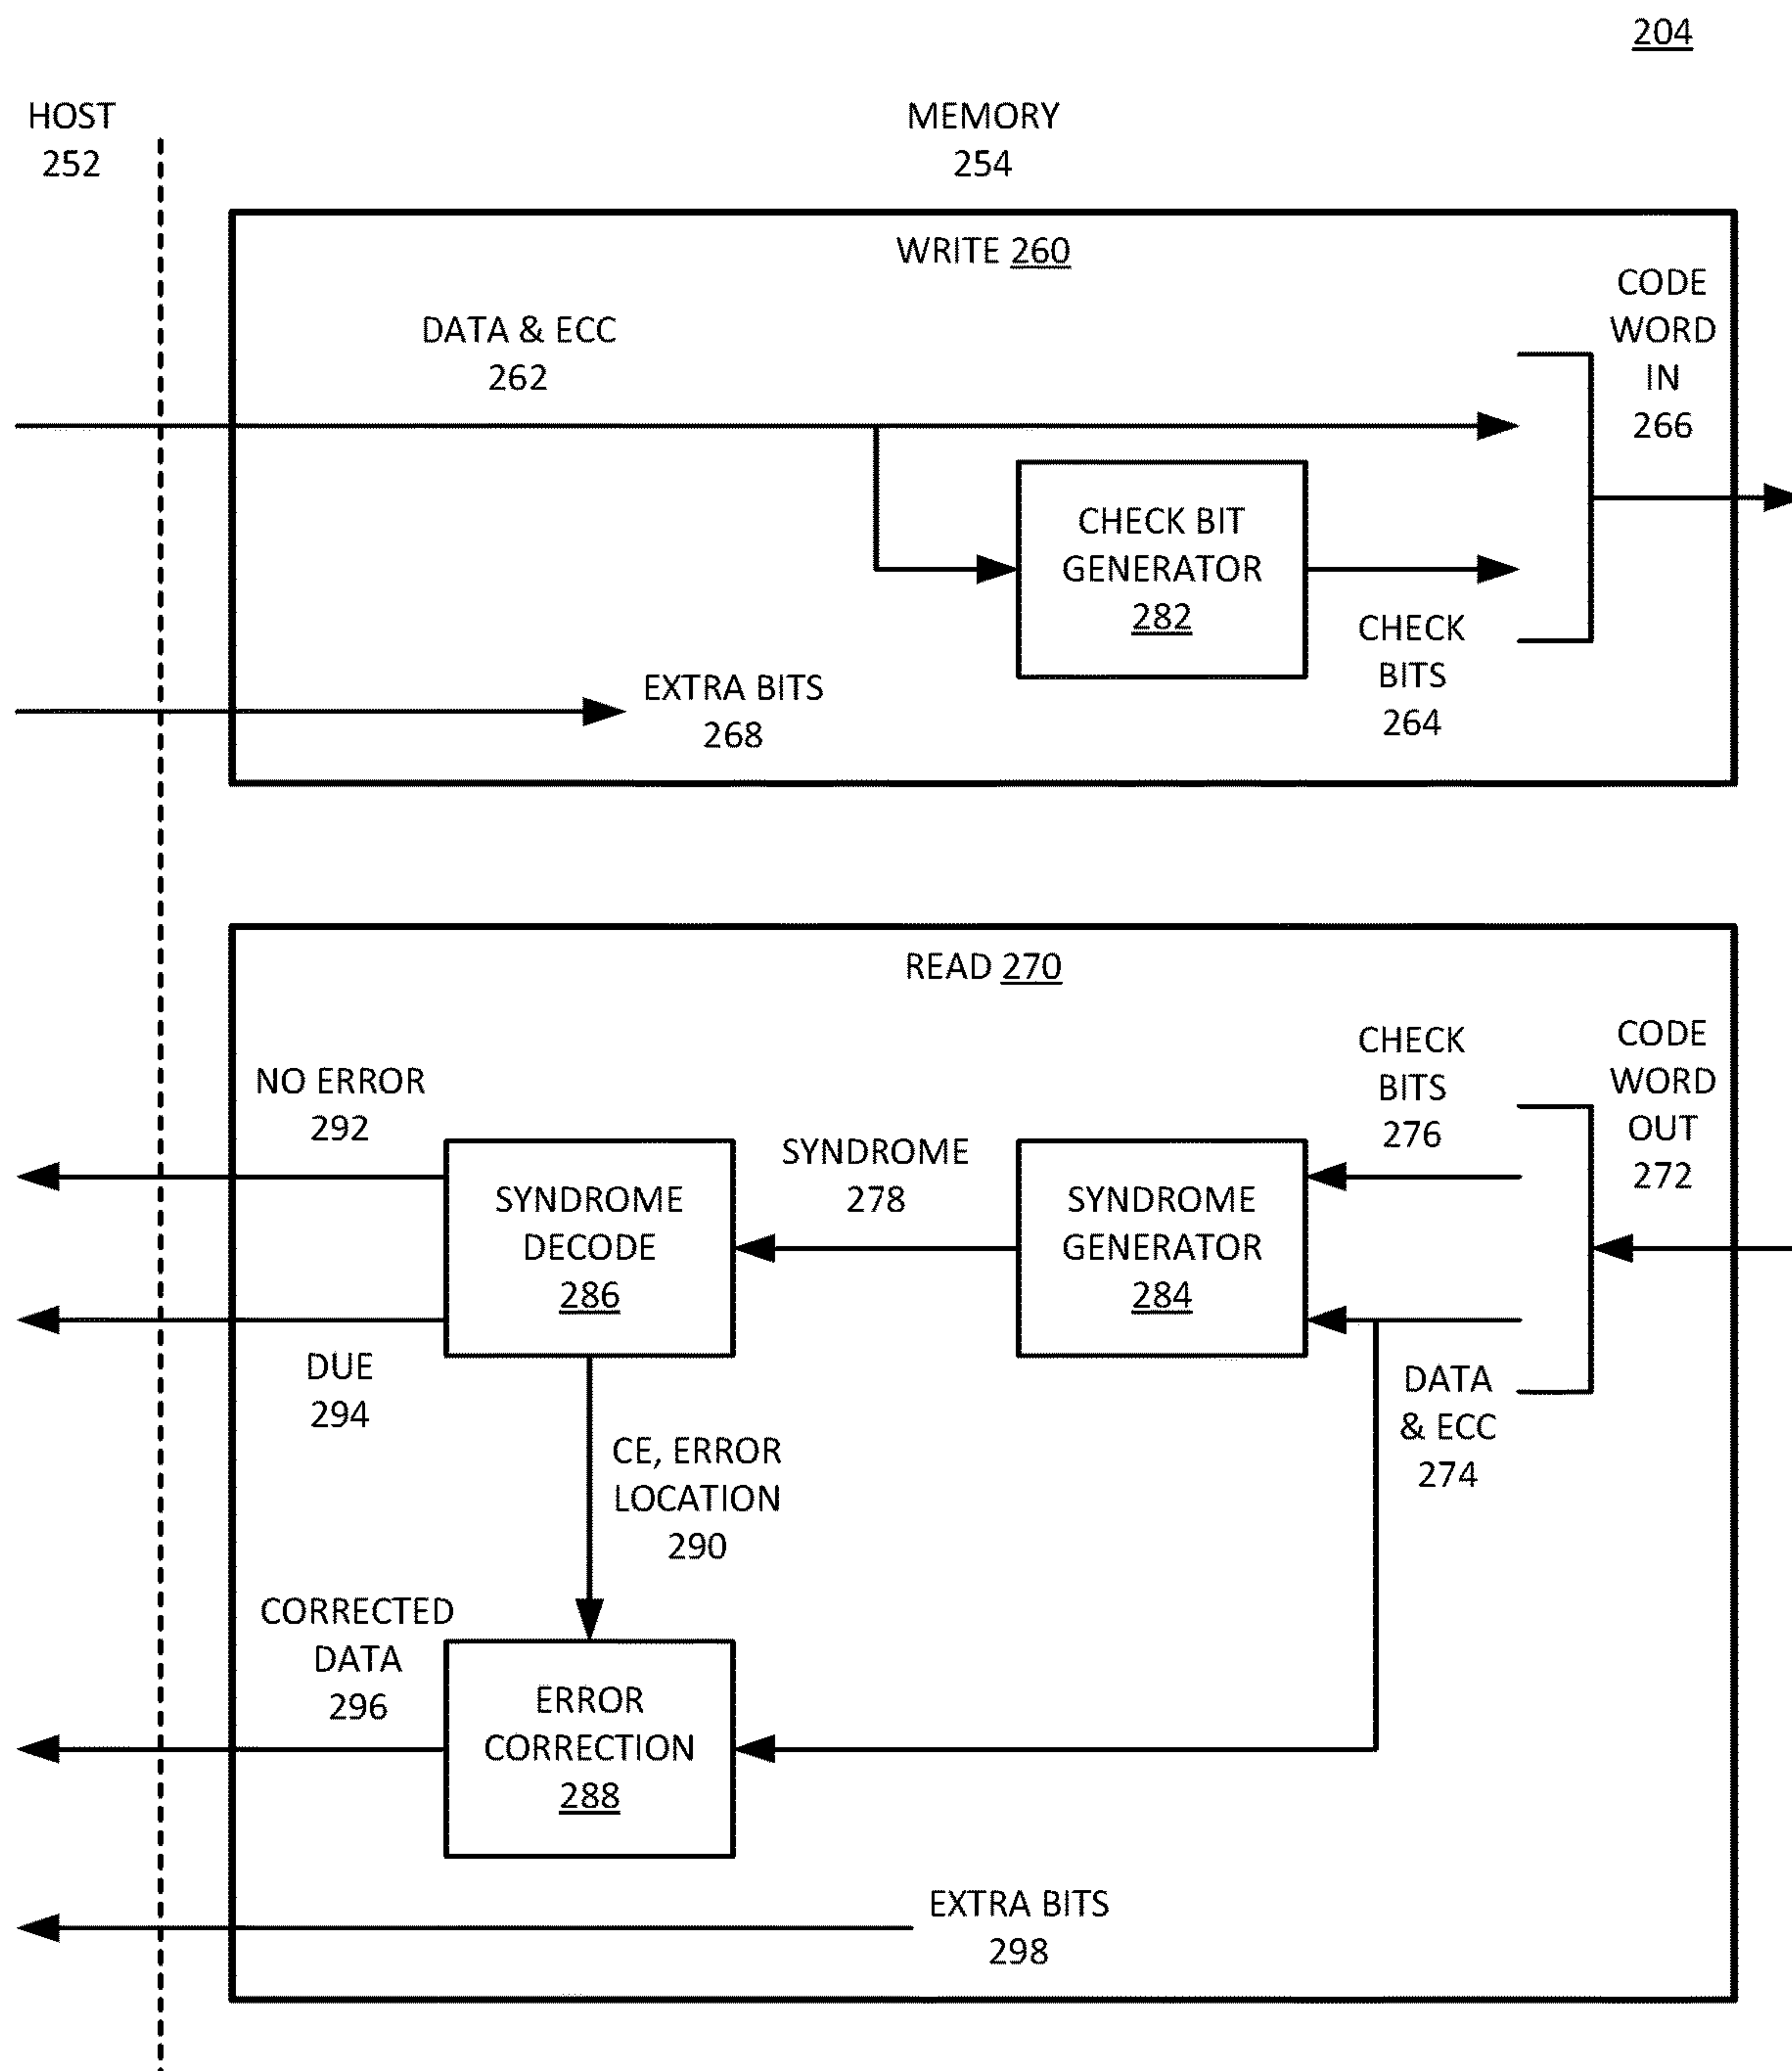 204
HOST
252
MEMORY
254
WRITE 260
DATA & ECC
262
CODE
WORD
IN
266
CHECK BIT
GENERATOR
282
CHECK
BITS
264
EXTRA BITS
268
READ 270
NO ERROR
292
SYNDROME
DECODE
286
SYNDROME
278
SYNDROME
GENERATOR
284
CHECK
BITS
276
CODE
WORD
OUT
272
DUE
294
DATA
& ECC
274
CE, ERROR
LOCATION
290
CORRECTED
DATA
296
ERROR
CORRECTION
288
EXTRA BITS
298